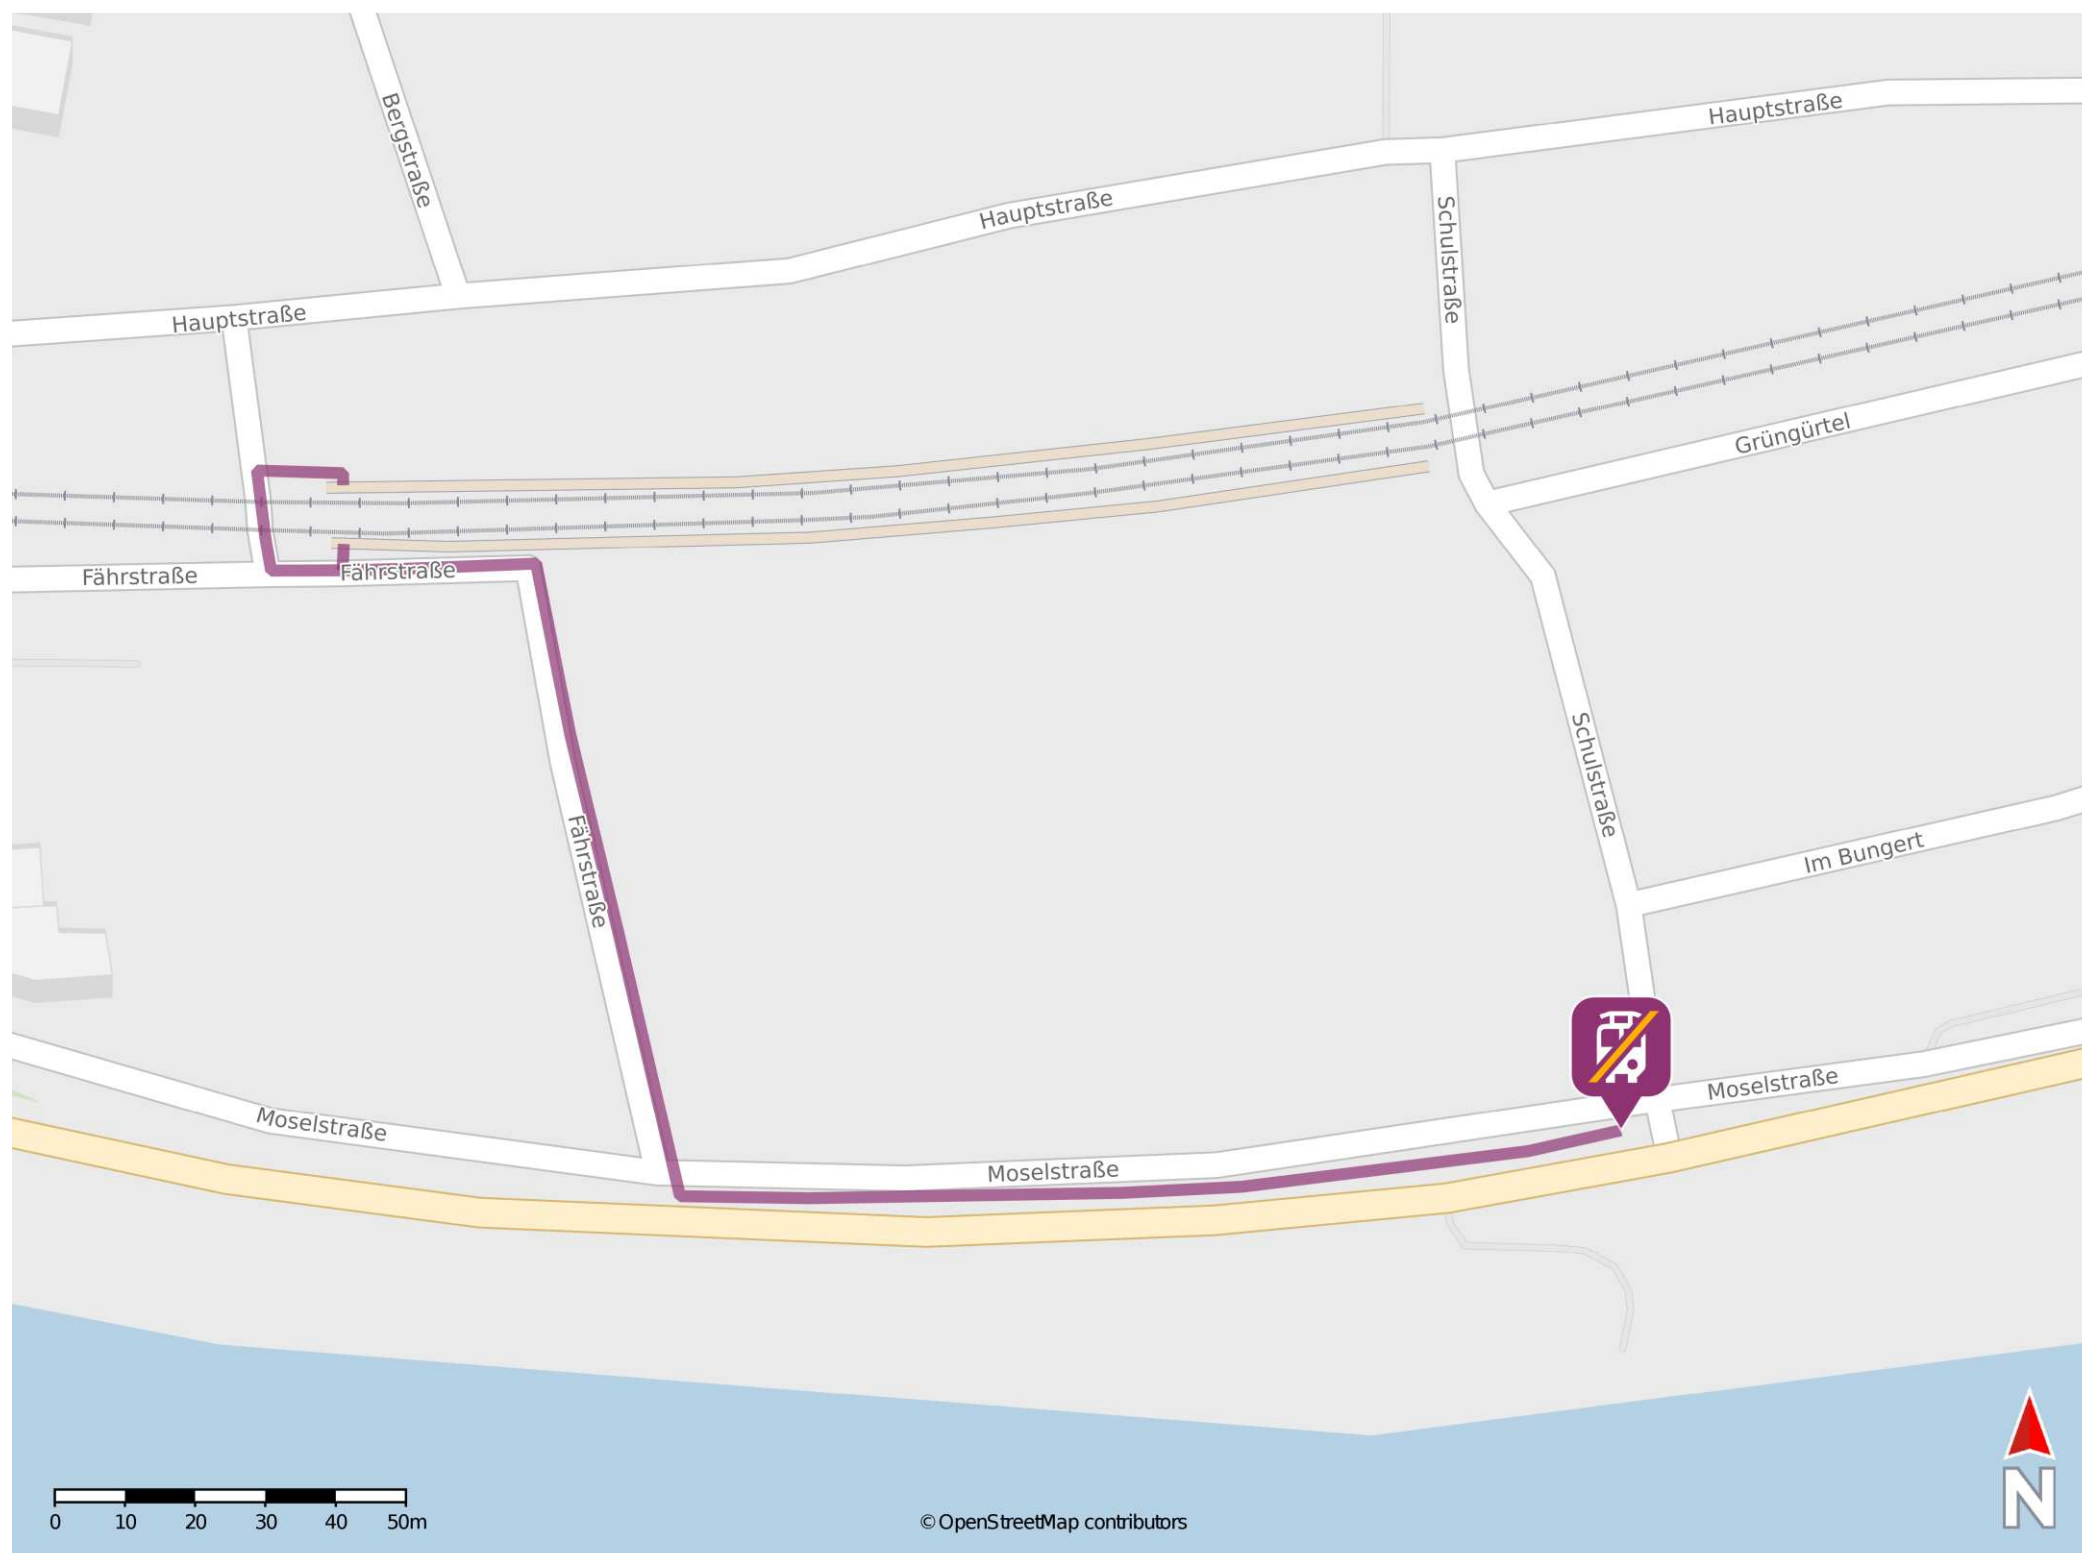 Bergstraße
Hauptstraße
Hauptstraße
Schulstraße
Hauptstraße
Grüngürtel
Fährstraße
Fährstraße
Schulstraße
Fährstraße
Im Bungert
Moselstraße
Moselstraße
Moselstraße
0 10 20 30 40 50m
© OpenStreetMap contributors
N